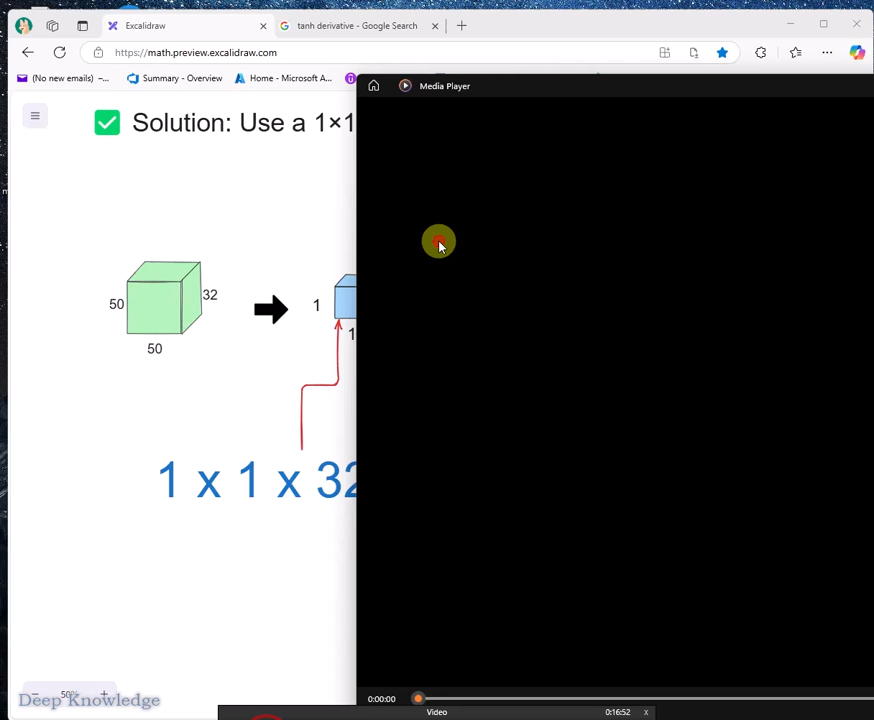 Excalidraw
tanh derivative - Google Search
https://math.preview.excalidraw.com
(No new emails) –...
Summary - Overview
Home - Microsoft A...
Media Player
Solution: Use a 1×1
50
32
50
1
1
1 x 1 x 32
0:00:00
50%
Deep Knowledge
Video
0:16:52
x